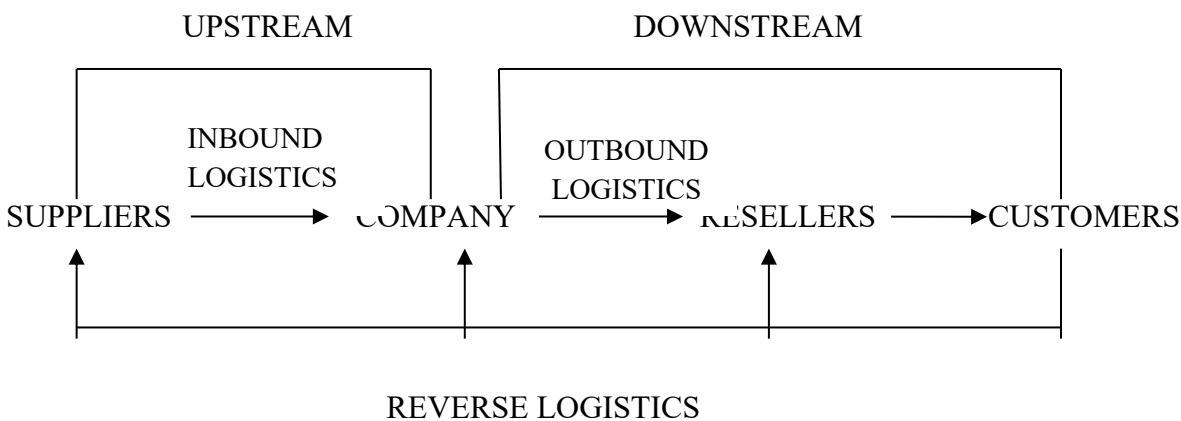 UPSTREAM DOWNSTREAM
INBOUND
LOGISTICS
OUTBOUND
LOGISTICS
SUPPLIERS COMPANY RESELLERS CUSTOMERS
REVERSE LOGISTICS